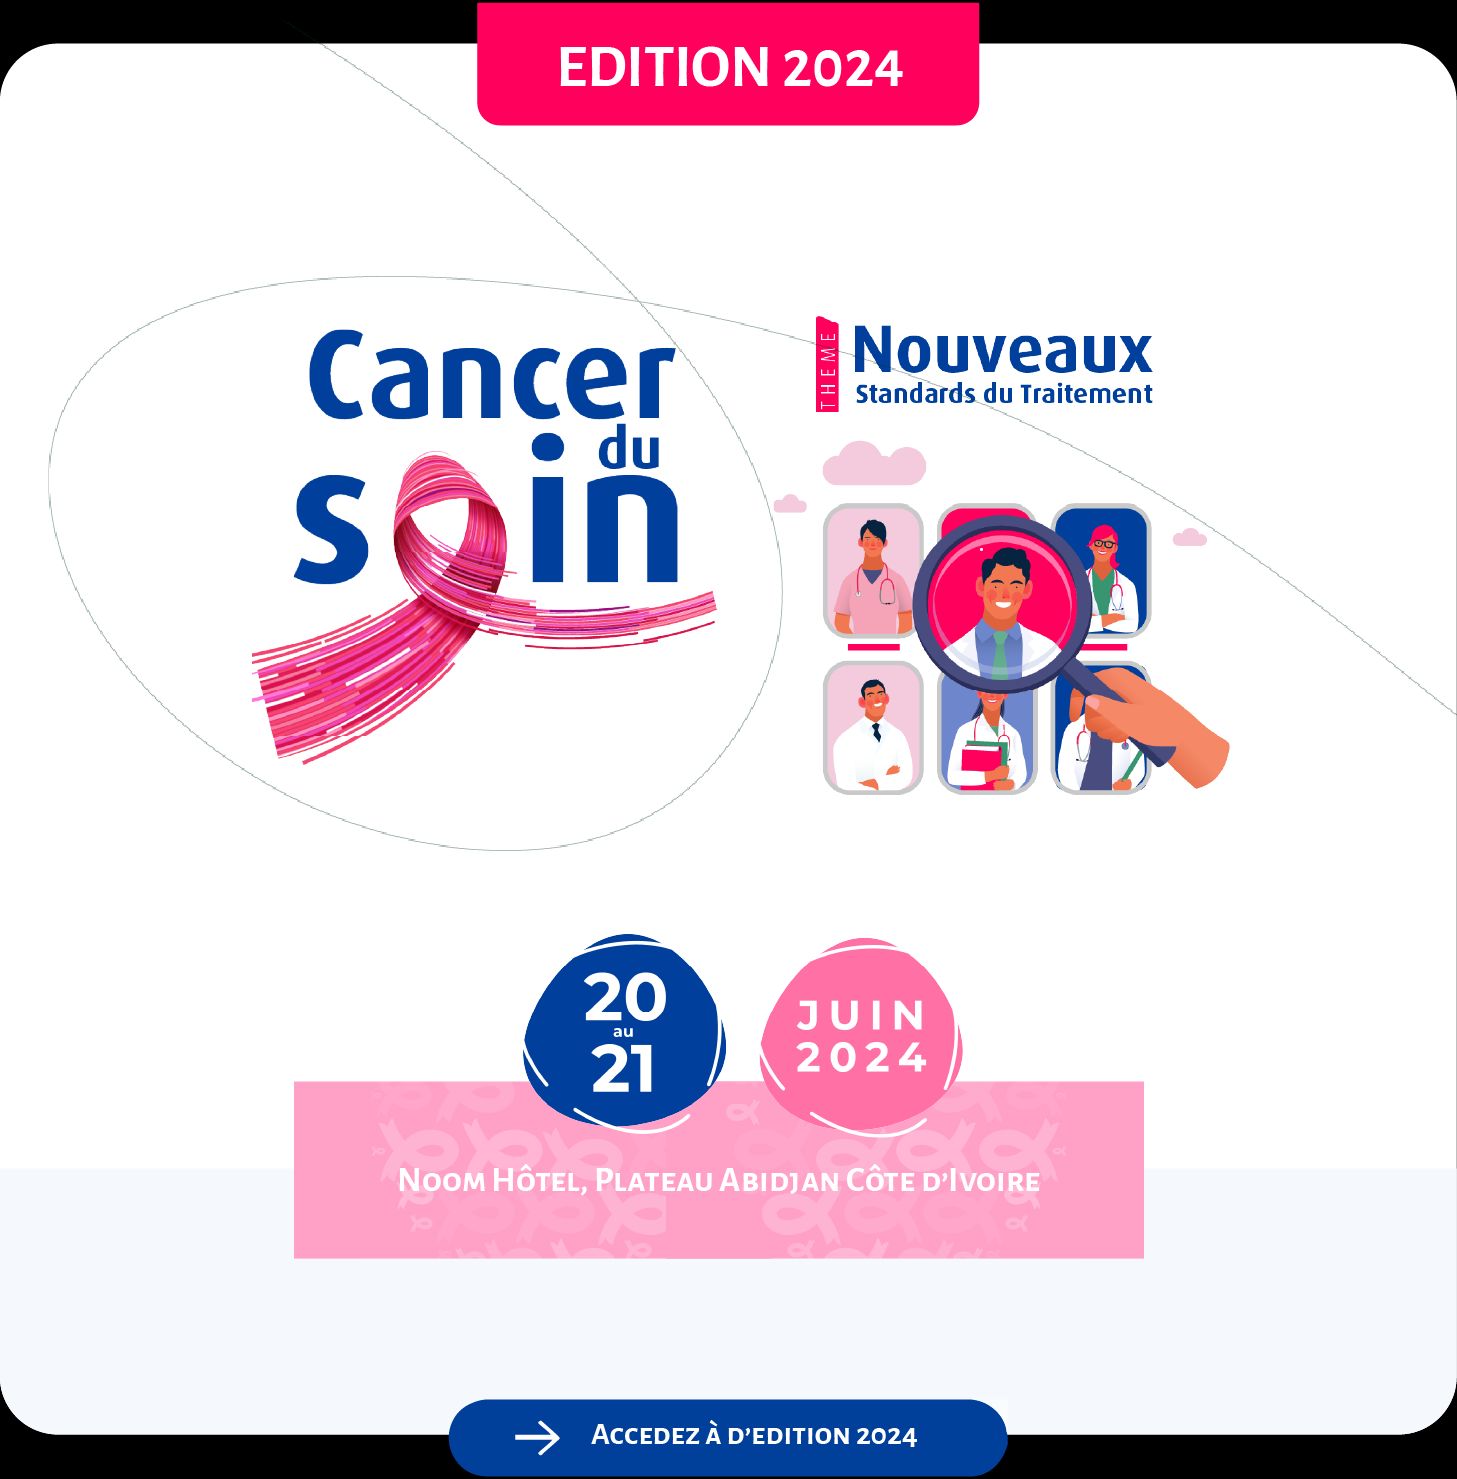 EDITION 2024
Cancer
du
sein
THEME
Nouveaux
Standards du Traitement
20
au
21
JUIN
2024
Noom Hôtel, Plateau Abidjan Côte d'Ivoire
Accedez à d'edition 2024